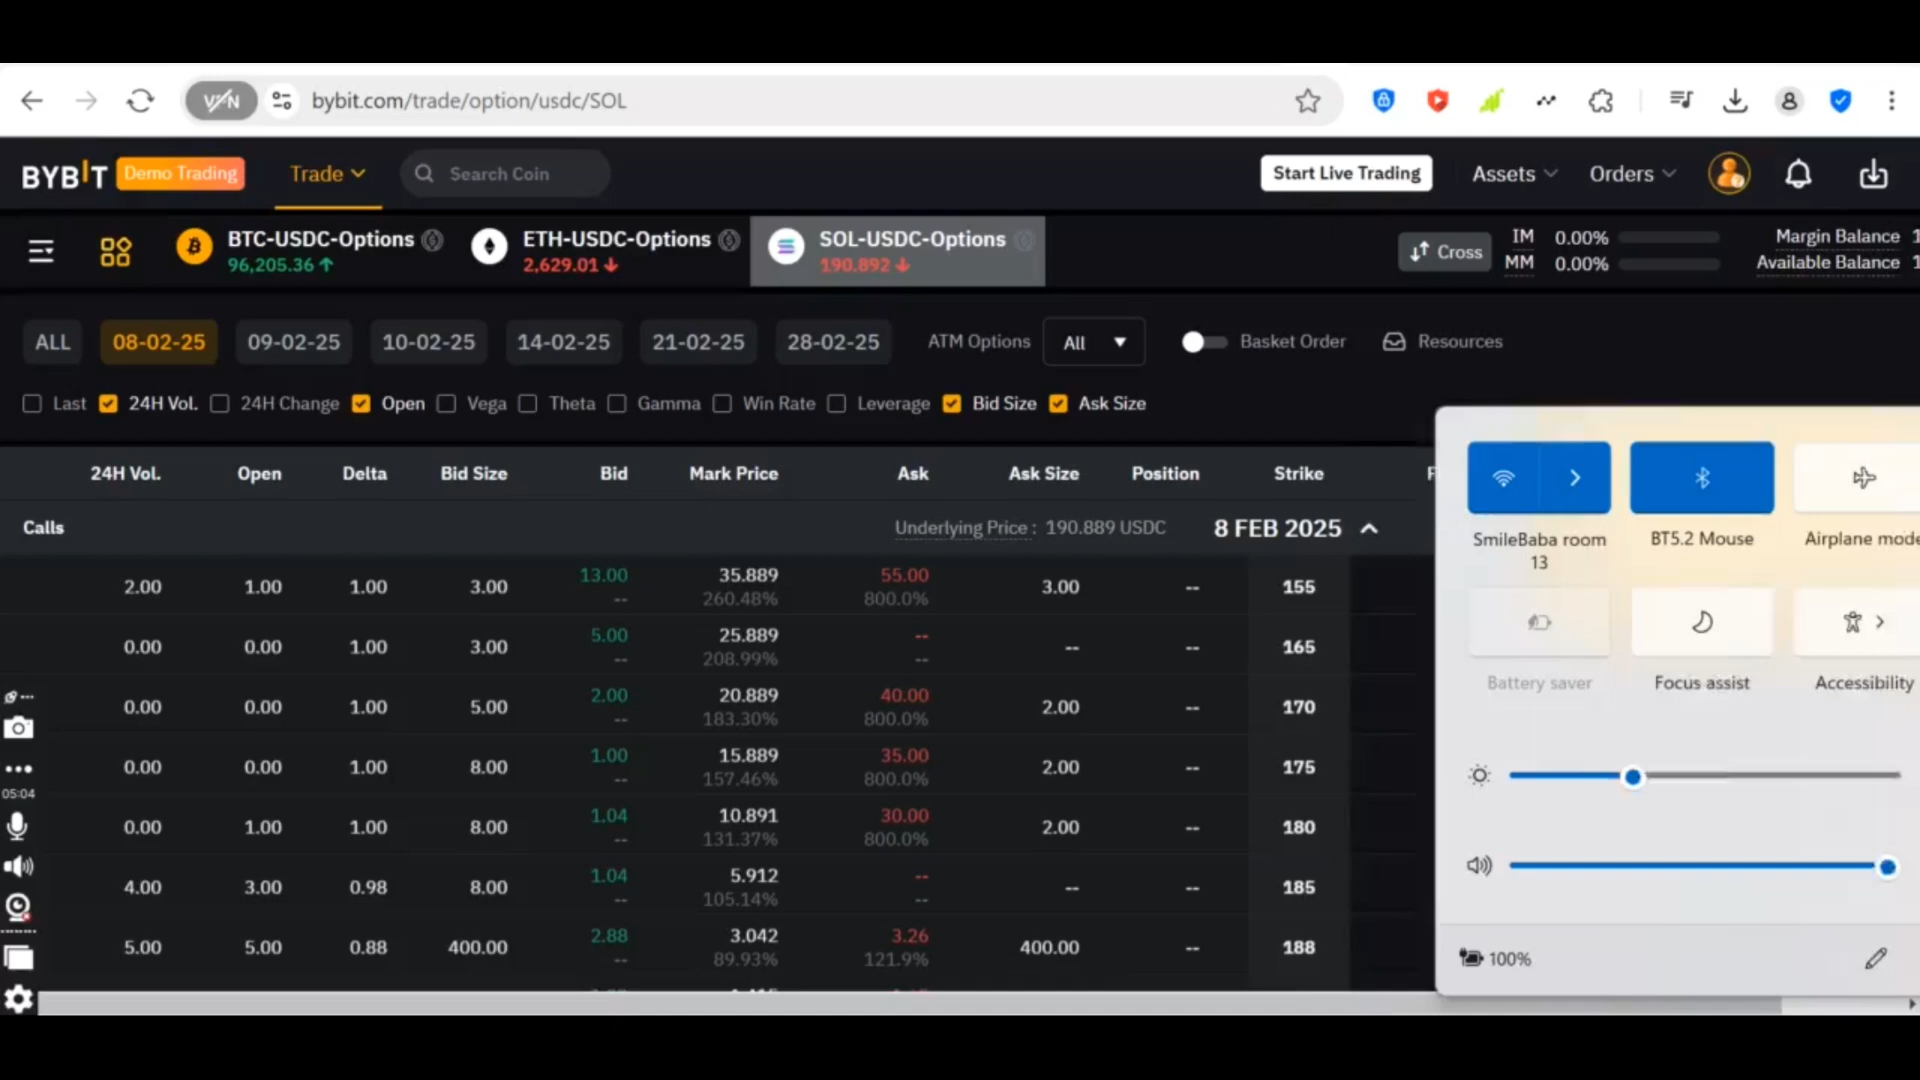 VPN bybit.com/trade/option/usdc/SOL
BYBIT Demo Trading Trade Search Coin Start Live Trading Assets Orders
BTC-USDC-Options ETH-USDC-Options SOL-USDC-Options
96,205.36 2,629.01 190.892
Cross IM 0.00% Margin Balance 1
MM 0.00% Available Balance 1
ALL 08-02-25 09-02-25 10-02-25 14-02-25 21-02-25 28-02-25 ATM Options All Basket Order Resources
Last 24H Vol. 24H Change Open Vega Theta Gamma Win Rate Leverage Bid Size Ask Size
24H Vol. Open Delta Bid Size Bid Mark Price Ask Ask Size Position Strike
Calls Underlying Price : 190.889 USDC 8 FEB 2025
2.00 1.00 1.00 3.00 13.00 35.889 55.00 3.00 -- 155
-- 260.48% 800.0%
0.00 0.00 1.00 3.00 5.00 25.889 -- -- -- 165
-- 208.99% --
0.00 0.00 1.00 5.00 2.00 20.889 40.00 2.00 -- 170
-- 183.30% 800.0%
0.00 0.00 1.00 8.00 1.00 15.889 35.00 2.00 -- 175
-- 157.46% 800.0%
0.00 1.00 1.00 8.00 1.04 10.891 30.00 2.00 -- 180
-- 131.37% 800.0%
4.00 3.00 0.98 8.00 1.04 5.912 -- -- -- 185
-- 105.14% --
5.00 5.00 0.88 400.00 2.88 3.042 3.26 400.00 -- 188
-- 89.93% 121.9%
05:04
SmileBaba room
13
BT5.2 Mouse
Airplane mode
Battery saver Focus assist Accessibility
100%